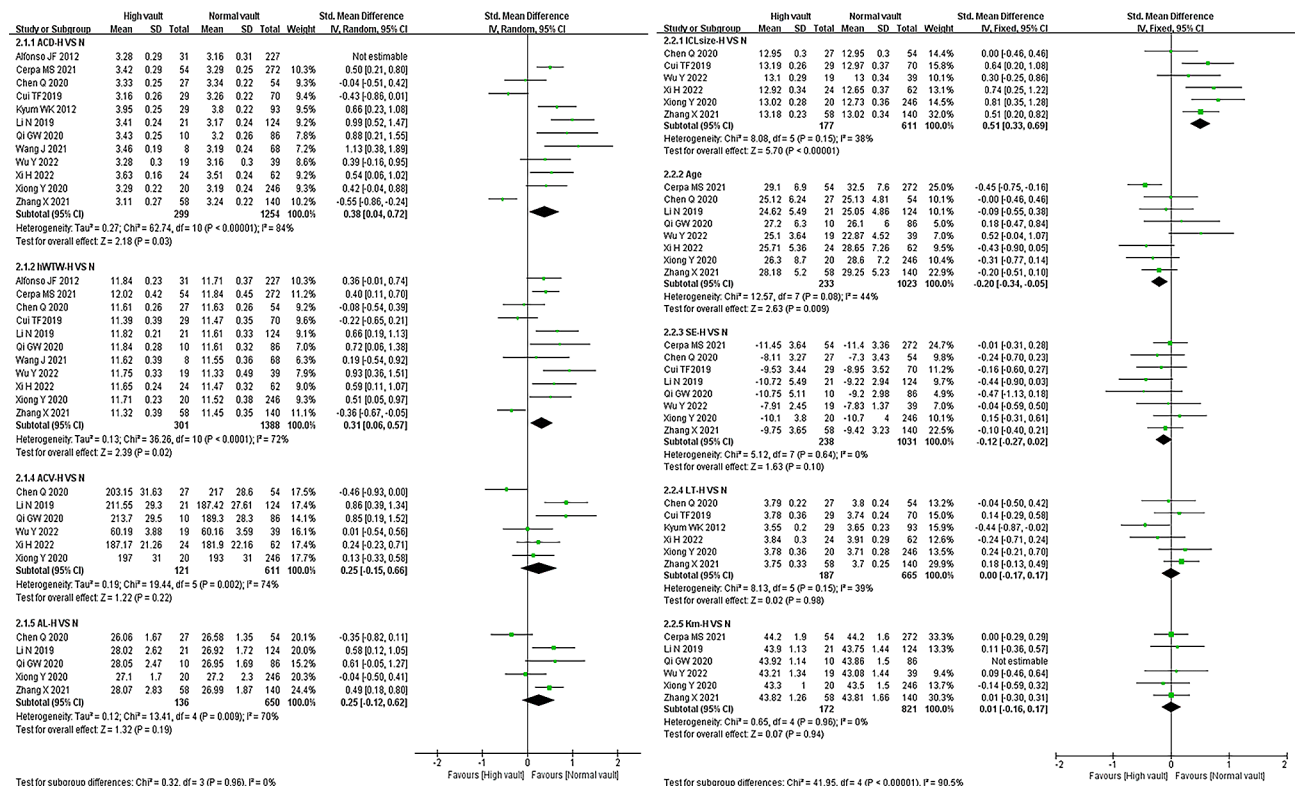 High vault Normal vault Std. Mean Difference Std. Mean Difference
Study or Subgroup Mean SD Total Mean SD Total Weight IV, Random, 95% CI IV, Random, 95% CI
2.1.1 ACD-H VS N
Alfonso JF 2012 3.28 0.29 31 3.16 0.31 227 Not estimable
Cerpa MS 2021 3.42 0.29 54 3.29 0.25 272 10.3% 0.50 [0.21, 0.80]
Chen Q 2020 3.33 0.25 27 3.34 0.22 54 9.2% -0.04 [-0.51, 0.42]
Cui TF2019 3.16 0.26 29 3.26 0.22 70 9.4% -0.43 [-0.86, 0.01]
Kyum WK 2012 3.95 0.25 29 3.8 0.22 93 9.4% 0.66 [0.23, 1.08]
Li N 2019 3.41 0.24 21 3.17 0.24 124 9.2% 0.99 [0.52, 1.47]
Qi GW 2020 3.43 0.25 10 3.2 0.26 86 7.8% 0.88 [0.21, 1.55]
Wang J 2021 3.46 0.19 8 3.19 0.24 68 7.2% 1.13 [0.38, 1.89]
Wu Y 2022 3.28 0.3 19 3.16 0.3 39 8.7% 0.39 [-0.16, 0.95]
Xi H 2022 3.63 0.16 24 3.51 0.24 62 9.1% 0.54 [0.06, 1.02]
Xiong Y 2020 3.29 0.22 20 3.19 0.24 246 9.3% 0.42 [-0.04, 0.88]
Zhang X 2021 3.11 0.27 58 3.24 0.22 140 10.2% -0.55 [-0.86, -0.24]
Subtotal (95% CI) 299 1254 100.0% 0.38 [0.04, 0.72]
Heterogeneity: Tau² = 0.27; Chi² = 62.74, df = 10 (P < 0.00001); I² = 84%
Test for overall effect: Z = 2.18 (P = 0.03)
2.1.2 hWTW-H VS N
Alfonso JF 2012 11.84 0.23 31 11.71 0.37 227 10.2% 0.36 [-0.01, 0.74]
Cerpa MS 2021 12.02 0.42 54 11.84 0.45 272 11.2% 0.40 [0.11, 0.70]
Chen Q 2020 11.61 0.26 27 11.63 0.26 54 9.2% -0.08 [-0.54, 0.39]
Cui TF2019 11.39 0.39 29 11.47 0.35 70 9.6% -0.22 [-0.65, 0.21]
Li N 2019 11.82 0.21 21 11.61 0.33 124 9.2% 0.66 [0.19, 1.13]
Qi GW 2020 11.84 0.28 10 11.61 0.32 86 7.0% 0.72 [0.06, 1.38]
Wang J 2021 11.62 0.39 8 11.55 0.36 68 6.3% 0.19 [-0.54, 0.92]
Wu Y 2022 11.75 0.33 19 11.33 0.49 39 8.0% 0.93 [0.36, 1.51]
Xi H 2022 11.65 0.24 24 11.47 0.32 62 9.1% 0.59 [0.11, 1.07]
Xiong Y 2020 11.71 0.23 20 11.52 0.38 246 9.3% 0.51 [0.05, 0.97]
Zhang X 2021 11.32 0.39 58 11.45 0.35 140 11.1% -0.36 [-0.67, -0.05]
Subtotal (95% CI) 301 1388 100.0% 0.31 [0.06, 0.57]
Heterogeneity: Tau² = 0.13; Chi² = 36.26, df = 10 (P < 0.0001); I² = 72%
Test for overall effect: Z = 2.39 (P = 0.02)
2.1.4 ACV-H VS N
Chen Q 2020 203.15 31.63 27 217 28.6 54 17.5% -0.46 [-0.93, 0.00]
Li N 2019 211.55 29.3 21 187.42 27.61 124 17.4% 0.86 [0.39, 1.34]
Qi GW 2020 213.7 29.5 10 189.3 28.3 86 14.1% 0.85 [0.19, 1.52]
Wu Y 2022 60.19 3.88 19 60.16 3.59 39 15.9% 0.01 [-0.54, 0.56]
Xi H 2022 187.17 21.26 24 181.9 22.16 62 17.4% 0.24 [-0.23, 0.71]
Xiong Y 2020 197 31 20 193 31 246 17.7% 0.13 [-0.33, 0.58]
Subtotal (95% CI) 121 611 100.0% 0.25 [-0.15, 0.66]
Heterogeneity: Tau² = 0.19; Chi² = 19.44, df = 5 (P = 0.002); I² = 74%
Test for overall effect: Z = 1.22 (P = 0.22)
2.1.5 AL-H VS N
Chen Q 2020 26.06 1.67 27 26.58 1.35 54 20.1% -0.35 [-0.82, 0.11]
Li N 2019 28.02 2.62 21 26.92 1.72 124 20.0% 0.58 [0.12, 1.05]
Qi GW 2020 28.05 2.47 10 26.95 1.69 86 15.2% 0.61 [-0.05, 1.27]
Xiong Y 2020 27.1 1.7 20 27.2 2.3 246 20.3% -0.04 [-0.50, 0.41]
Zhang X 2021 28.07 2.83 58 26.99 1.87 140 24.3% 0.49 [0.18, 0.80]
Subtotal (95% CI) 136 650 100.0% 0.25 [-0.12, 0.62]
Heterogeneity: Tau² = 0.12; Chi² = 13.41, df = 4 (P = 0.009); I² = 70%
Test for overall effect: Z = 1.32 (P = 0.19)
-2 -1 0 1 2
Favours [High vault] Favours [Normal vault]
Test for subgroup differences: Chi² = 0.32, df = 3 (P = 0.96), I² = 0%
High vault Normal vault Std. Mean Difference Std. Mean Difference
Study or Subgroup Mean SD Total Mean SD Total Weight IV, Fixed, 95% CI IV, Fixed, 95% CI
2.2.1 ICLsize-H VS N
Chen Q 2020 12.95 0.3 27 12.95 0.3 54 14.4% 0.00 [-0.46, 0.46]
Cui TF2019 13.19 0.26 29 12.97 0.37 70 15.6% 0.64 [0.20, 1.08]
Wu Y 2022 13.1 0.29 19 13 0.34 39 10.1% 0.30 [-0.25, 0.86]
Xi H 2022 12.92 0.34 24 12.65 0.37 62 12.9% 0.74 [0.25, 1.22]
Xiong Y 2020 13.02 0.28 20 12.73 0.36 246 14.4% 0.81 [0.35, 1.28]
Zhang X 2021 13.18 0.23 58 13.02 0.34 140 32.6% 0.51 [0.20, 0.82]
Subtotal (95% CI) 177 611 100.0% 0.51 [0.33, 0.69]
Heterogeneity: Chi² = 8.08, df = 5 (P = 0.15); I² = 38%
Test for overall effect: Z = 5.70 (P < 0.00001)
2.2.2 Age
Cerpa MS 2021 29.1 6.9 54 32.5 7.6 272 25.0% -0.45 [-0.75, -0.16]
Chen Q 2020 25.12 6.24 27 25.13 4.81 54 10.1% -0.00 [-0.46, 0.46]
Li N 2019 24.62 5.49 21 25.05 4.86 124 10.1% -0.09 [-0.55, 0.38]
Qi GW 2020 27.2 6.3 10 26.1 6 86 5.0% 0.18 [-0.47, 0.84]
Wu Y 2022 25.1 3.64 19 22.87 4.52 39 7.0% 0.52 [-0.04, 1.07]
Xi H 2022 25.71 5.36 24 28.65 7.26 62 9.5% -0.43 [-0.90, 0.05]
Xiong Y 2020 26.3 8.7 20 28.6 7.2 246 10.4% -0.31 [-0.77, 0.14]
Zhang X 2021 28.18 5.2 58 29.25 5.23 140 22.9% -0.20 [-0.51, 0.10]
Subtotal (95% CI) 233 1023 100.0% -0.20 [-0.34, -0.05]
Heterogeneity: Chi² = 12.57, df = 7 (P = 0.08); I² = 44%
Test for overall effect: Z = 2.63 (P = 0.009)
2.2.3 SE-H VS N
Cerpa MS 2021 -11.45 3.64 54 -11.4 3.36 272 24.7% -0.01 [-0.31, 0.28]
Chen Q 2020 -8.11 3.27 27 -7.3 3.43 54 9.8% -0.24 [-0.70, 0.23]
Cui TF2019 -9.53 3.44 29 -8.95 3.52 70 11.2% -0.16 [-0.60, 0.27]
Li N 2019 -10.72 5.49 21 -9.22 2.94 124 9.7% -0.44 [-0.90, 0.03]
Qi GW 2020 -10.75 5.11 10 -9.2 2.98 86 4.9% -0.47 [-1.13, 0.18]
Wu Y 2022 -7.91 2.45 19 -7.83 1.37 39 7.0% -0.04 [-0.59, 0.50]
Xiong Y 2020 -10.1 3.6 20 -10.7 4 246 10.1% 0.15 [-0.31, 0.61]
Zhang X 2021 -9.75 3.65 58 -9.42 3.23 140 22.5% -0.10 [-0.40, 0.21]
Subtotal (95% CI) 238 1031 100.0% -0.12 [-0.27, 0.02]
Heterogeneity: Chi² = 5.12, df = 7 (P = 0.64); I² = 0%
Test for overall effect: Z = 1.63 (P = 0.10)
2.2.4 LT-H VS N
Chen Q 2020 3.79 0.22 27 3.8 0.24 54 13.2% -0.04 [-0.50, 0.42]
Cui TF2019 3.78 0.36 29 3.74 0.24 70 15.0% 0.14 [-0.29, 0.58]
Kyum WK 2012 3.55 0.2 29 3.65 0.23 93 15.9% -0.44 [-0.87, -0.02]
Xi H 2022 3.84 0.3 24 3.91 0.29 62 12.6% -0.24 [-0.71, 0.24]
Xiong Y 2020 3.78 0.36 20 3.71 0.28 246 13.5% 0.24 [-0.21, 0.70]
Zhang X 2021 3.75 0.33 58 3.7 0.25 140 29.9% 0.18 [-0.13, 0.49]
Subtotal (95% CI) 187 665 100.0% 0.00 [-0.17, 0.17]
Heterogeneity: Chi² = 8.13, df = 5 (P = 0.15); I² = 39%
Test for overall effect: Z = 0.02 (P = 0.98)
2.2.5 Km-H VS N
Cerpa MS 2021 44.2 1.9 54 44.2 1.6 272 33.3% 0.00 [-0.29, 0.29]
Li N 2019 43.9 1.13 21 43.75 1.44 124 13.3% 0.11 [-0.36, 0.57]
Qi GW 2020 43.92 1.14 10 43.86 1.5 86 Not estimable
Wu Y 2022 43.21 1.34 19 43.08 1.44 39 9.4% 0.09 [-0.46, 0.64]
Xiong Y 2020 43.3 1 20 43.5 1.5 246 13.7% -0.14 [-0.59, 0.32]
Zhang X 2021 43.82 1.26 58 43.81 1.66 140 30.3% 0.01 [-0.30, 0.31]
Subtotal (95% CI) 172 821 100.0% 0.01 [-0.16, 0.17]
Heterogeneity: Chi² = 0.65, df = 4 (P = 0.96); I² = 0%
Test for overall effect: Z = 0.07 (P = 0.94)
-2 -1 0 1 2
Favours [High vault] Favours [Normal vault]
Test for subgroup differences: Chi² = 41.95, df = 4 (P < 0.00001), I² = 90.5%